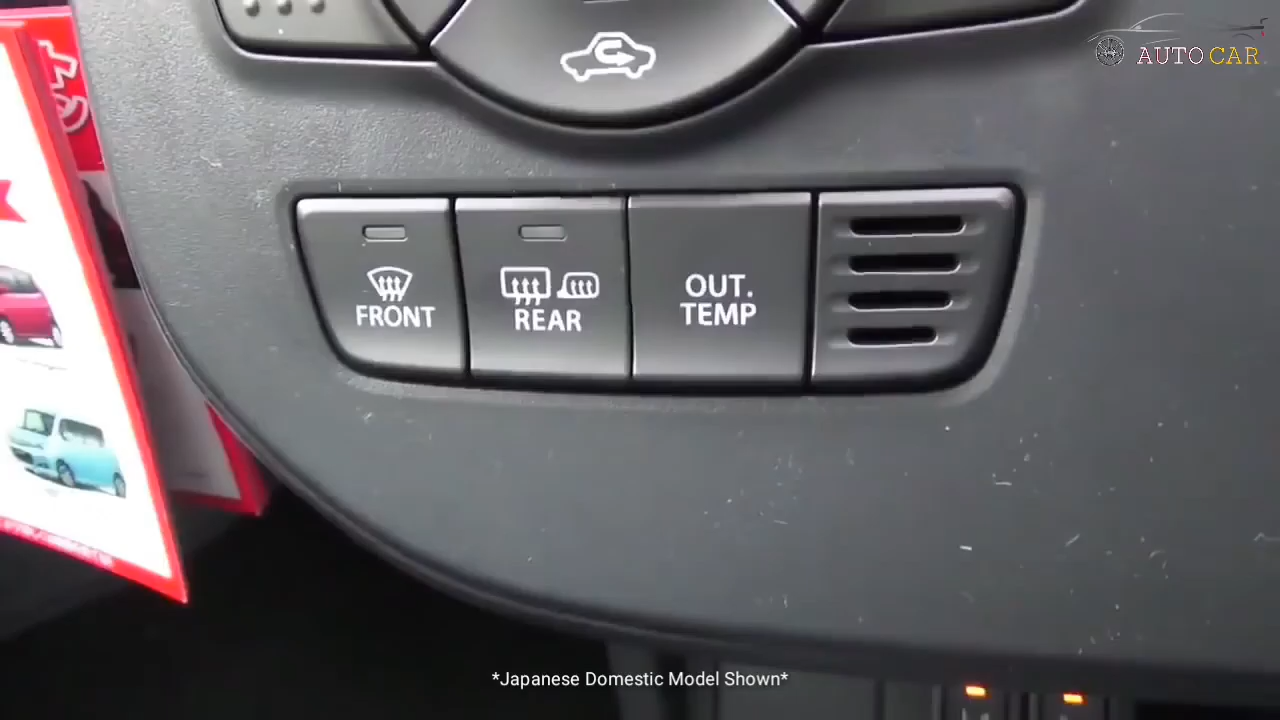 AUTO CAR
FRONT
REAR
OUT.
TEMP
*Japanese Domestic Model Shown*